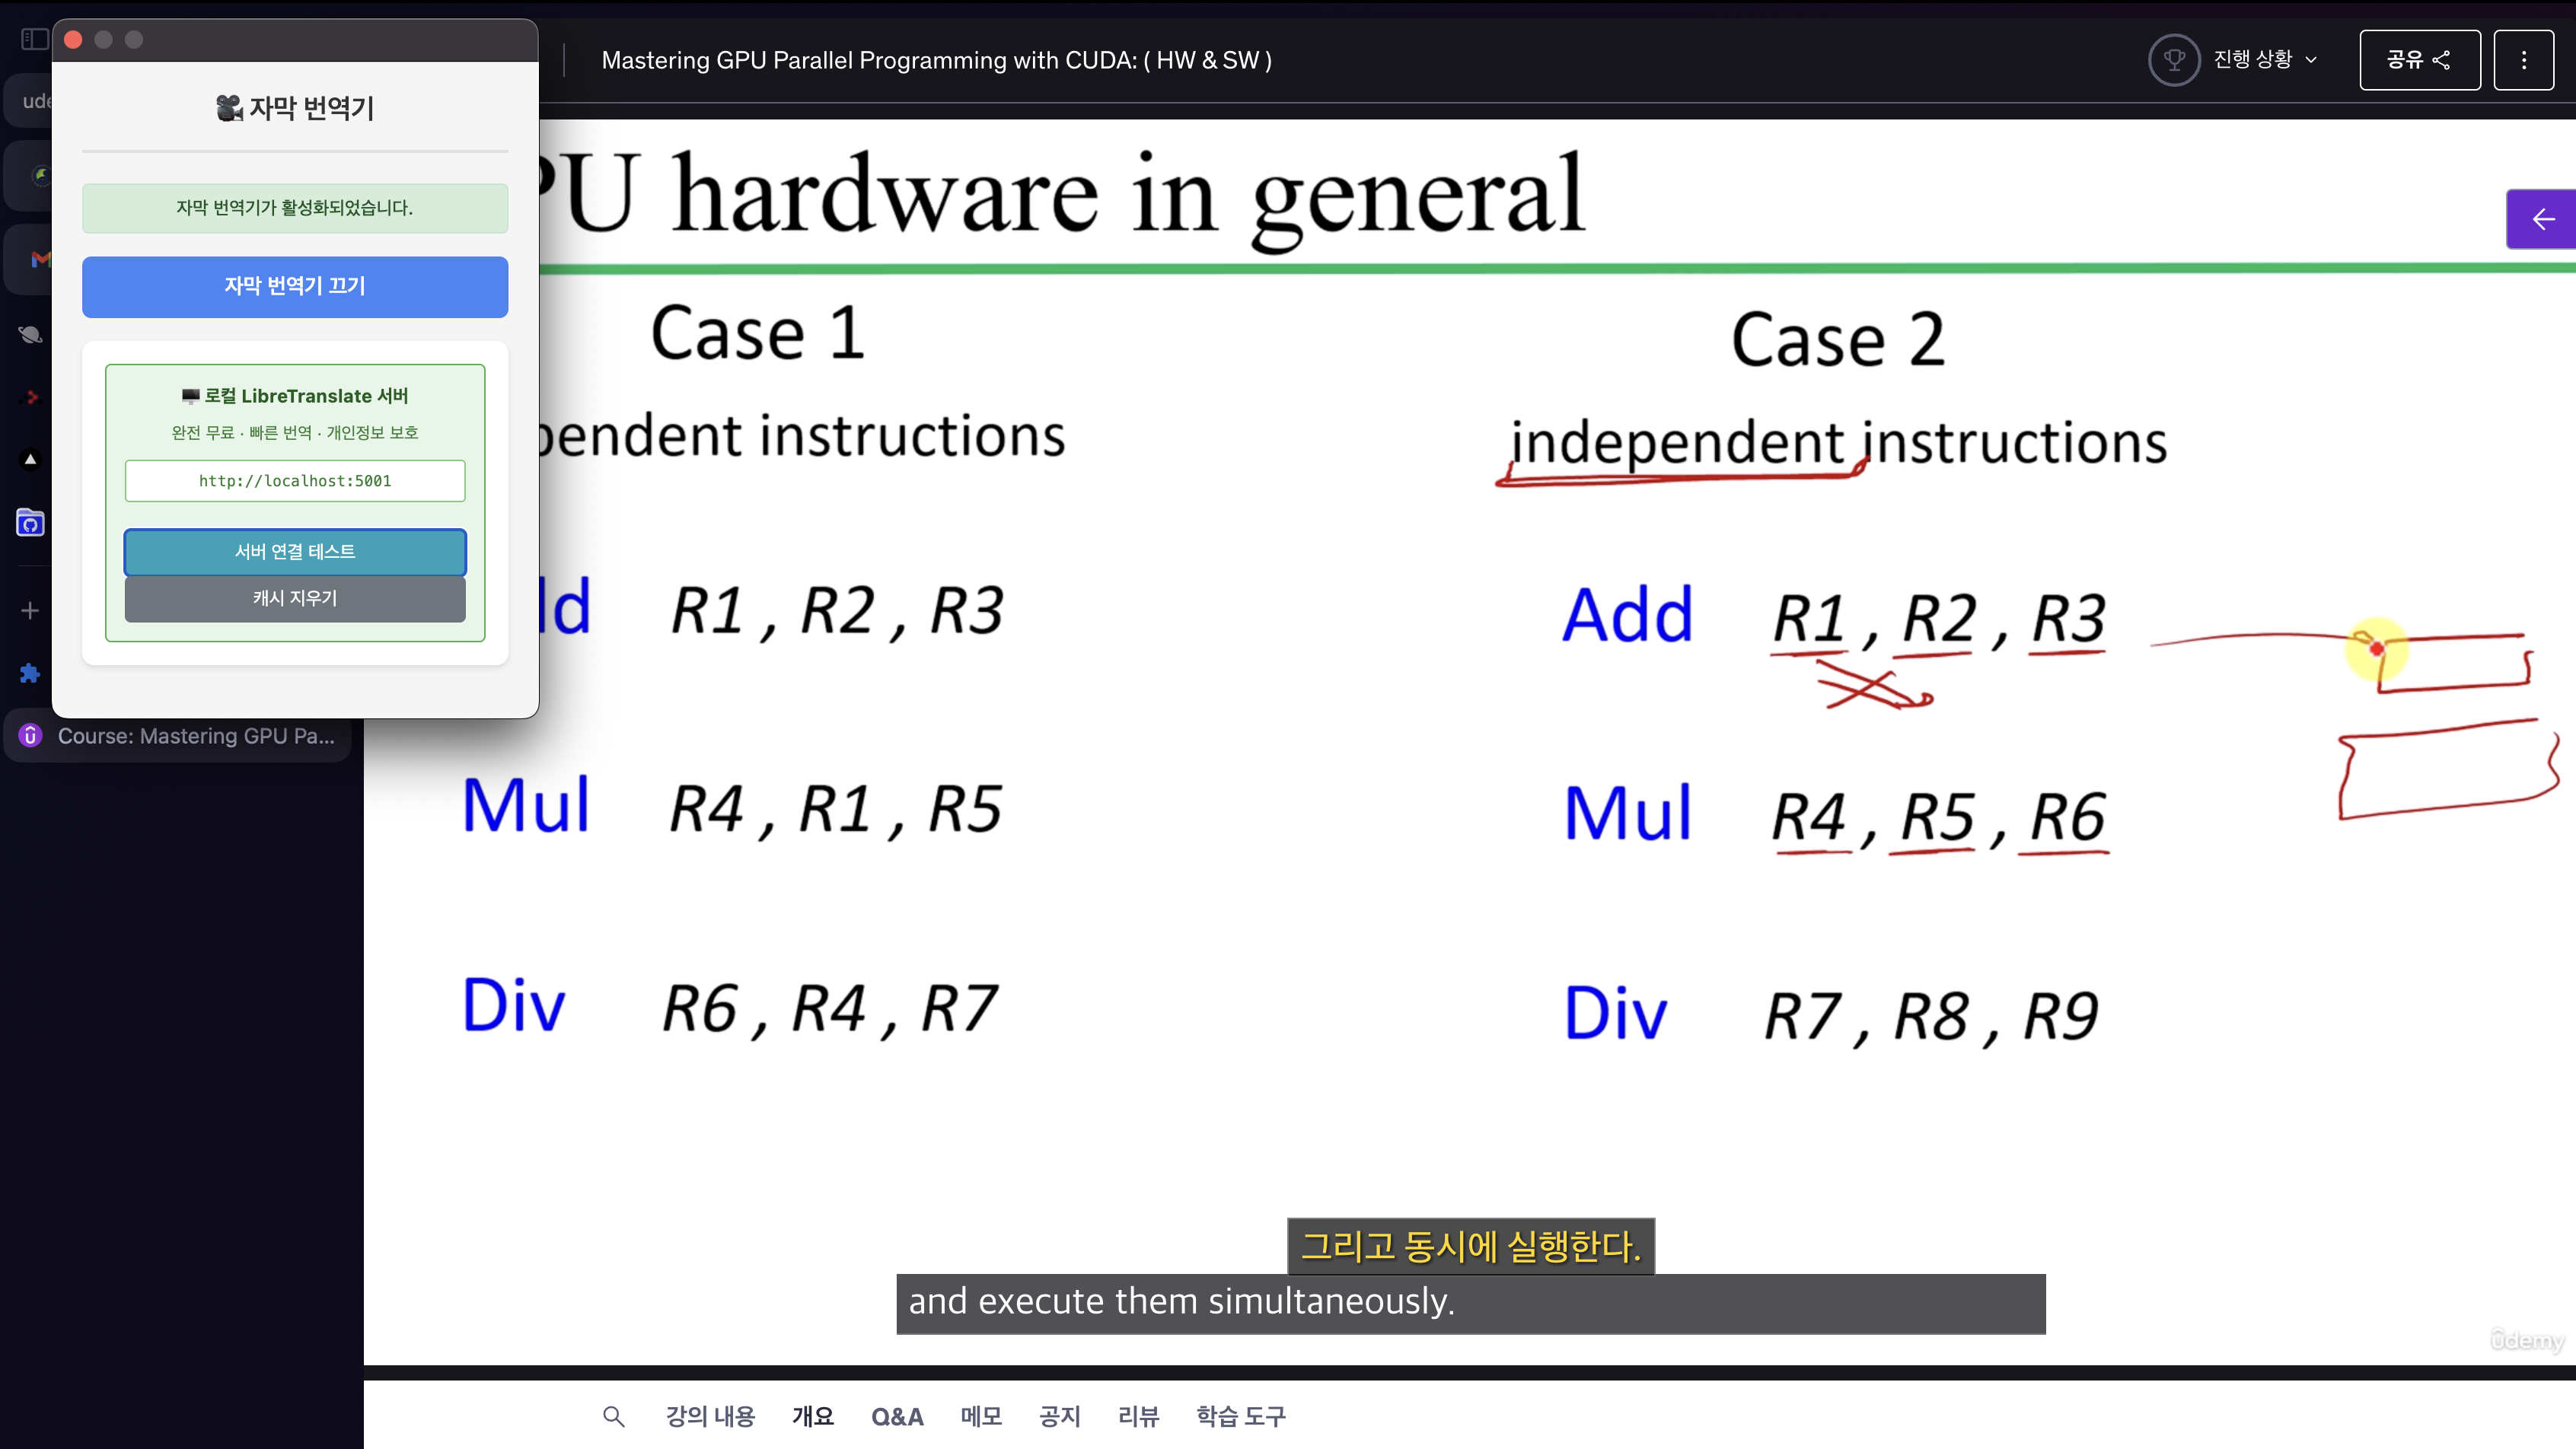 자막 번역기
자막 번역기가 활성화되었습니다.
자막 번역기 끄기
로컬 LibreTranslate 서버
완전 무료 · 빠른 번역 · 개인정보 보호
http://localhost:5001
서버 연결 테스트
캐시 지우기
ude
Course: Mastering GPU Pa...
Mastering GPU Parallel Programming with CUDA: ( HW & SW )
진행 상황
공유
PU hardware in general
Case 1
pendent instructions
dd R1 , R2 , R3
Mul R4 , R1 , R5
Div R6 , R4 , R7
Case 2
independent instructions
Add R1 , R2 , R3
Mul R4 , R5 , R6
Div R7 , R8 , R9
그리고 동시에 실행한다.
and execute them simultaneously.
ûdemy
강의 내용 개요 Q&A 메모 공지 리뷰 학습 도구